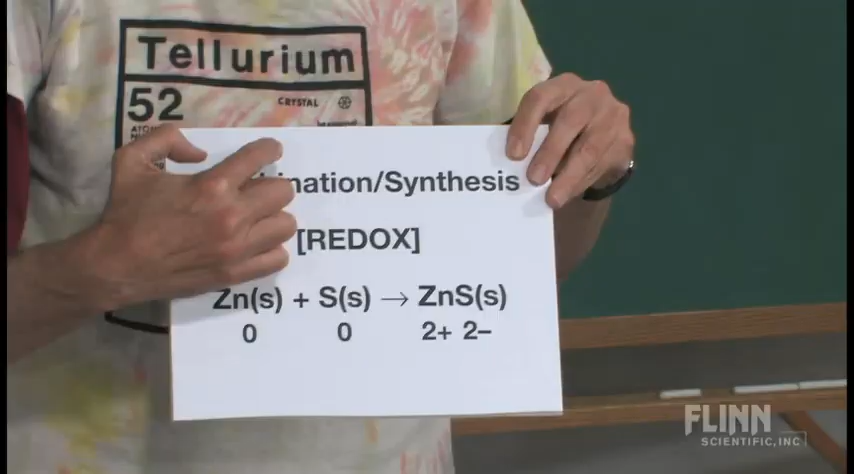 Tellurium
52
CRYSTAL
ination/Synthesis
[REDOX]
Zn(s) + S(s) → ZnS(s)
0 0 2+ 2–
FLINN
SCIENTIFIC, INC